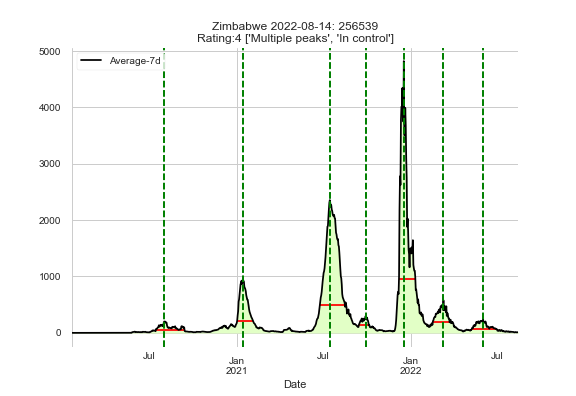 Zimbabwe 2022-08-14: 256539
Rating:4 ['Multiple peaks', 'In control']
Average-7d
5000
4000
3000
2000
1000
0
Jul
Jan
2021
Jul
Jan
2022
Jul
Date